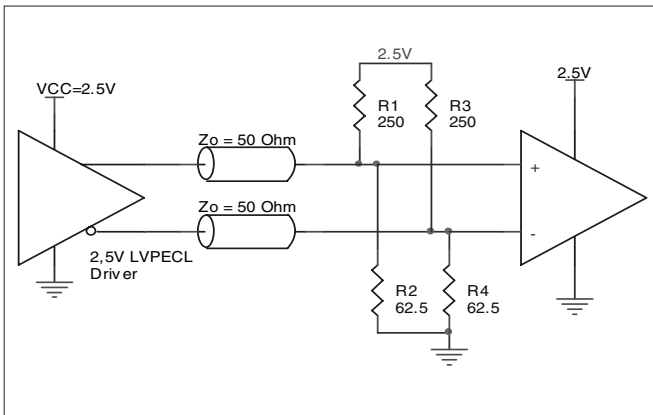 2.5V
VCC=2.5V
2.5V
R1
250
R3
250
Zo = 50 Ohm
+
Zo = 50 Ohm
-
2,5V LVPECL
Driver
R2
62.5
R4
62.5